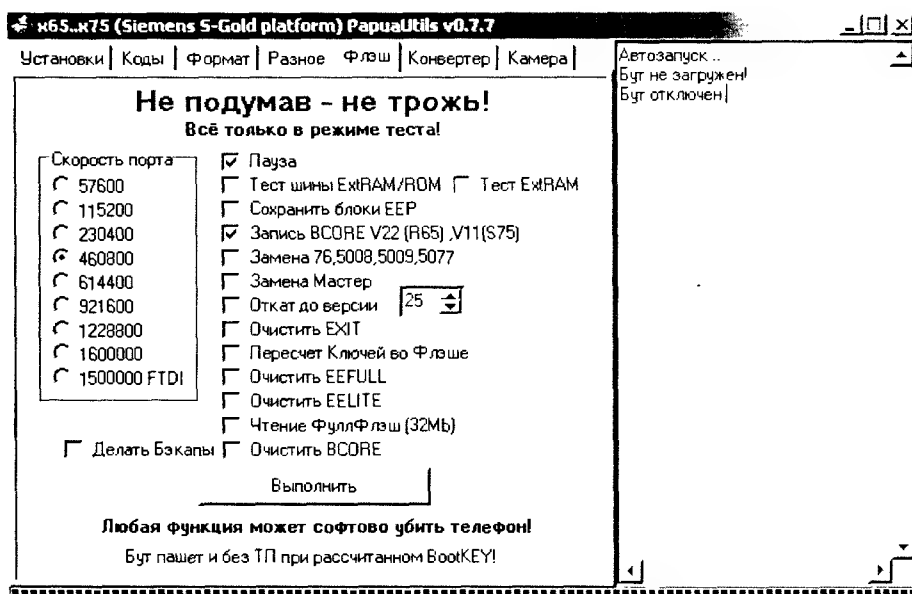 x65..x75 (Siemens S-Gold platform) PapuaUtils v0.7.7
Установки Коды Формат Разное Флэш Конвертер Камера
Не подумав - не трожь!
Всё только в режиме теста!
Скорость порта
57600
115200
230400
460800
614400
921600
1228800
1600000
1500000 FTDI
Делать Бэкапы
Пауза
Тест шины ExtRAM/ROM Тест ExtRAM
Сохранить блоки EEP
Запись BCORE V22 (R65) ,V11(S75)
Замена 76,5008,5009,5077
Замена Мастер
Откат до версии 25
Очистить EXIT
Пересчет Ключей во Флэше
Очистить EEFULL
Очистить EELITE
Чтение ФуллФлэш (32Mb)
Очистить BCORE
Выполнить
Любая функция может софтово убить телефон!
Бут пашет и без ТП при рассчитанном BootKEY!
Автозапуск ..
Бут не загружен!
Бут отключен